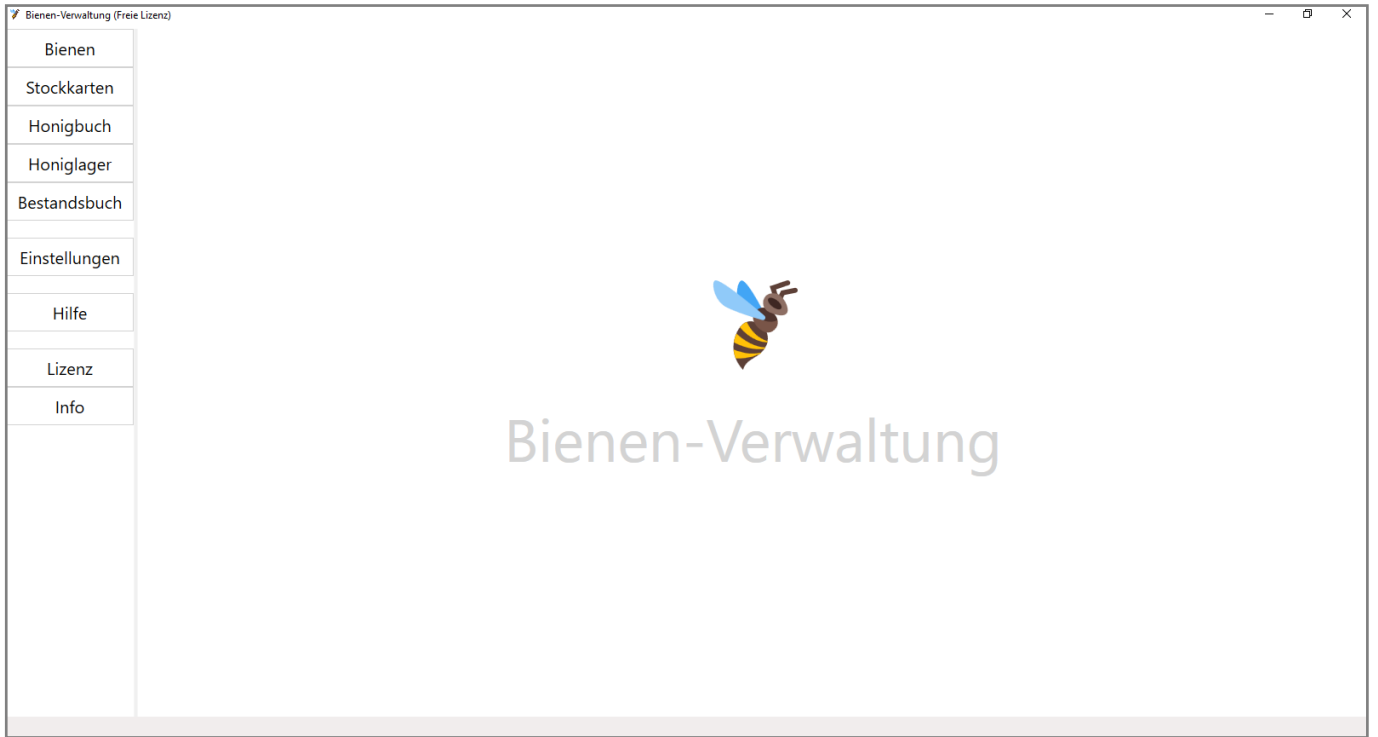 Bienen-Verwaltung (Freie Lizenz)
Bienen
Stockkarten
Honigbuch
Honiglager
Bestandsbuch
Einstellungen
Hilfe
Lizenz
Info
Bienen-Verwaltung